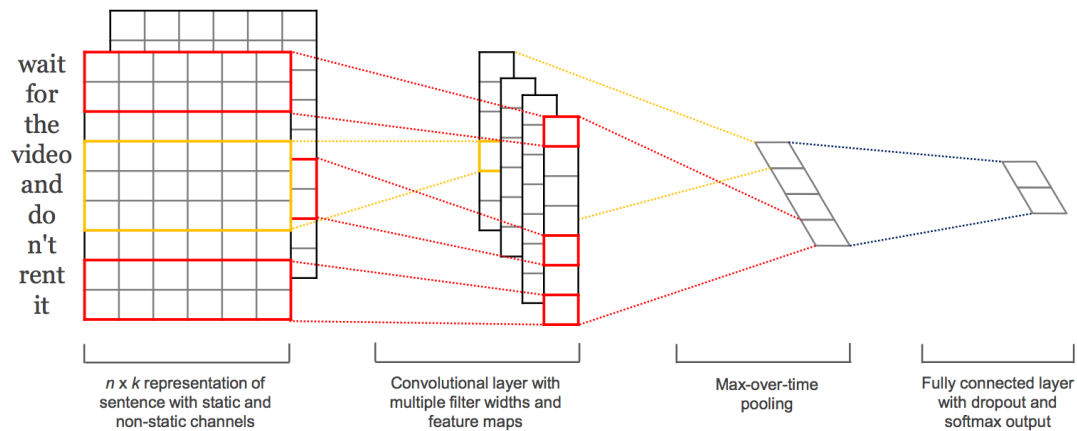 wait
for
the
video
and
do
n't
rent
it
n x k representation of
sentence with static and
non-static channels
Convolutional layer with
multiple filter widths and
feature maps
Max-over-time
pooling
Fully connected layer
with dropout and
softmax output